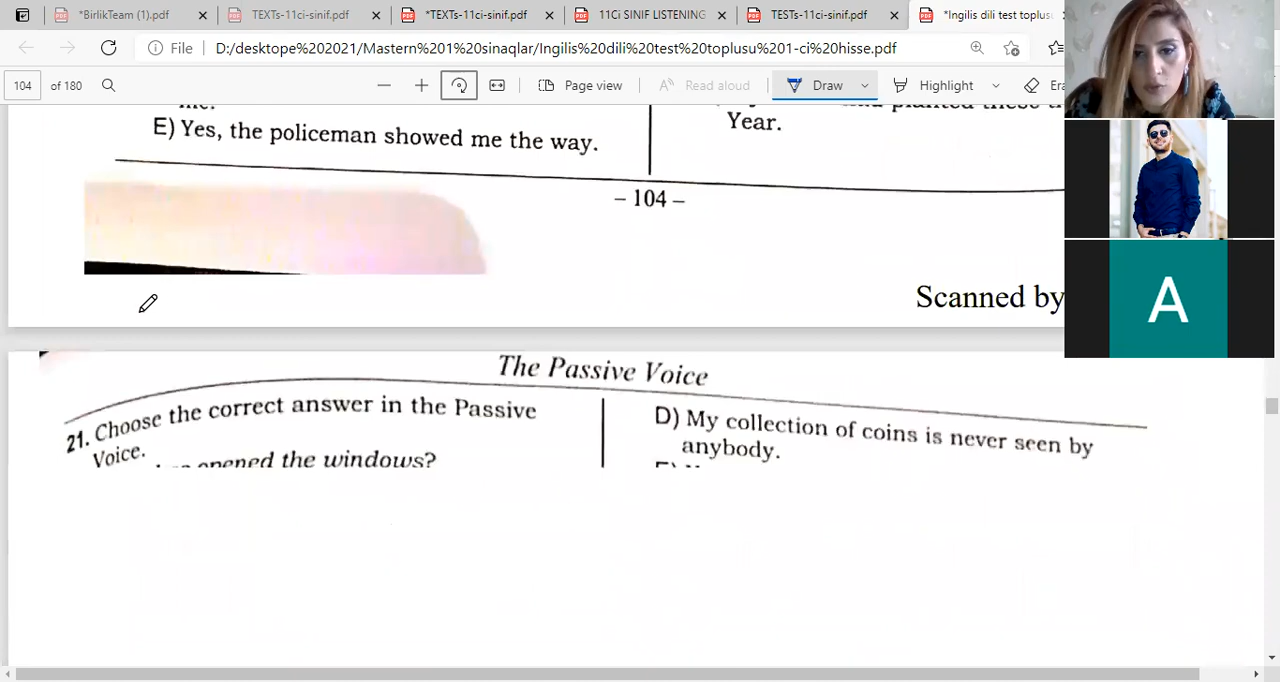 *BirlikTeam (1).pdf
TEXTs-11ci-sinif.pdf
*TEXTs-11ci-sinif.pdf
11Ci SINIF LISTENING
TESTs-11ci-sinif.pdf
*Ingilis dili test toplusu
File
D:/desktope%202021/Mastern%201%20sinaqlar/Ingilis%20dili%20test%20toplusu%201-ci%20hisse.pdf
104 of 180
Page view
Read aloud
Draw
Highlight
Era
me.
E) Yes, the policeman showed me the way.
planted these
Year.
– 104 –
Scanned by
A
The Passive Voice
21. Choose the correct answer in the Passive
Voice.
opened the windows?
D) My collection of coins is never seen by
anybody.